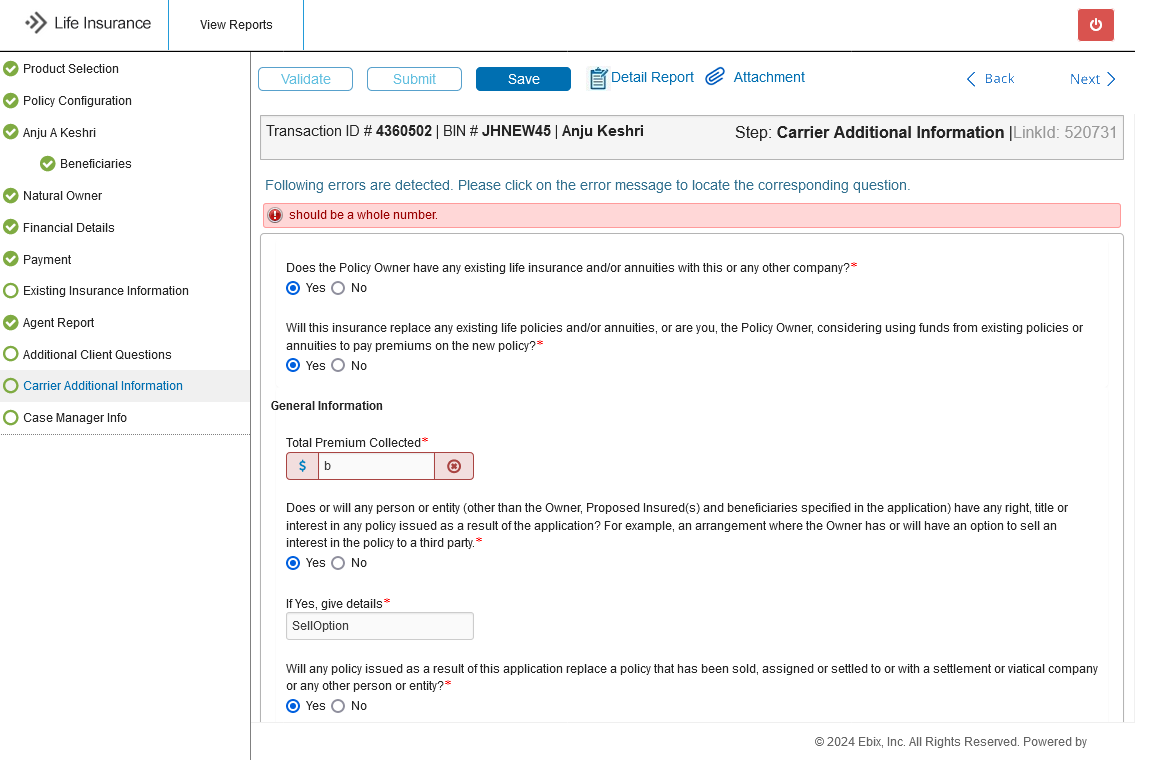 Life Insurance
View Reports
Product Selection
Policy Configuration
Anju A Keshri
Beneficiaries
Natural Owner
Financial Details
Payment
Existing Insurance Information
Agent Report
Additional Client Questions
Carrier Additional Information
Case Manager Info
Validate
Submit
Save
Detail Report
Attachment
Back
Next
Transaction ID # 4360502 | BIN # JHNEW45 | Anju Keshri
Step: Carrier Additional Information |LinkId: 520731
Following errors are detected. Please click on the error message to locate the corresponding question.
should be a whole number.
Does the Policy Owner have any existing life insurance and/or annuities with this or any other company?*
Yes No
Will this insurance replace any existing life policies and/or annuities, or are you, the Policy Owner, considering using funds from existing policies or
annuities to pay premiums on the new policy?*
Yes No
General Information
Total Premium Collected*
$ b
Does or will any person or entity (other than the Owner, Proposed Insured(s) and beneficiaries specified in the application) have any right, title or
interest in any policy issued as a result of the application? For example, an arrangement where the Owner has or will have an option to sell an
interest in the policy to a third party.*
Yes No
If Yes, give details*
SellOption
Will any policy issued as a result of this application replace a policy that has been sold, assigned or settled to or with a settlement or viatical company
or any other person or entity?*
Yes No
© 2024 Ebix, Inc. All Rights Reserved. Powered by